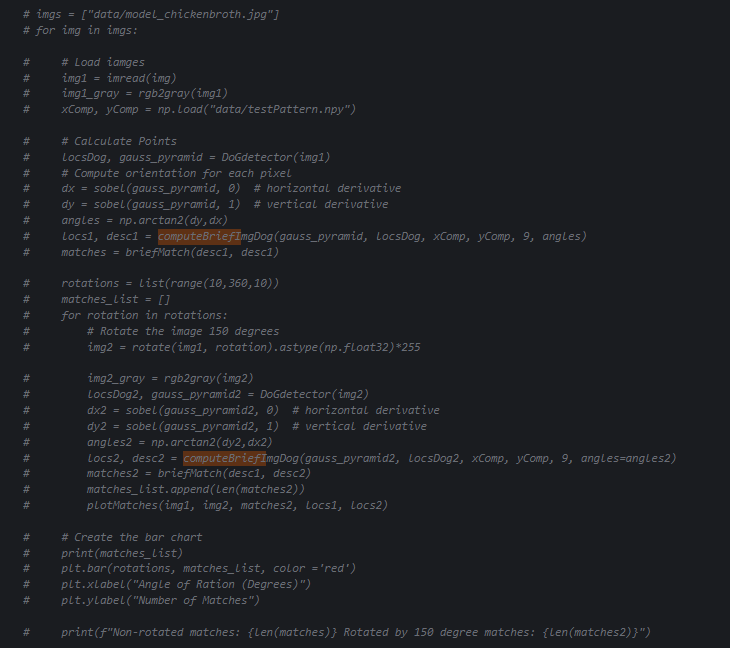 # imgs = ["data/model_chickenbroth.jpg"]
# for img in imgs:
#     # Load iamges
#     img1 = imread(img)
#     img1_gray = rgb2gray(img1)
#     xComp, yComp = np.load("data/testPattern.npy")
#     # Calculate Points
#     locsDog, gauss_pyramid = DoGdetector(img1)
#     # Compute orientation for each pixel
#     dx = sobel(gauss_pyramid, 0)  # horizontal derivative
#     dy = sobel(gauss_pyramid, 1)  # vertical derivative
#     angles = np.arctan2(dy,dx)
#     locs1, desc1 = computeBriefImgDog(gauss_pyramid, locsDog, xComp, yComp, 9, angles)
#     matches = briefMatch(desc1, desc1)
#     rotations = list(range(10,360,10))
#     matches_list = []
#     for rotation in rotations:
#         # Rotate the image 150 degrees
#         img2 = rotate(img1, rotation).astype(np.float32)*255
#         img2_gray = rgb2gray(img2)
#         locsDog2, gauss_pyramid2 = DoGdetector(img2)
#         dx2 = sobel(gauss_pyramid2, 0)  # horizontal derivative
#         dy2 = sobel(gauss_pyramid2, 1)  # vertical derivative
#         angles2 = np.arctan2(dy2,dx2)
#         locs2, desc2 = computeBriefImgDog(gauss_pyramid2, locsDog2, xComp, yComp, 9, angles=angles2)
#         matches2 = briefMatch(desc1, desc2)
#         matches_list.append(len(matches2))
#         plotMatches(img1, img2, matches2, locs1, locs2)
#     # Create the bar chart
#     print(matches_list)
#     plt.bar(rotations, matches_list, color ='red')
#     plt.xlabel("Angle of Ration (Degrees)")
#     plt.ylabel("Number of Matches")
#     print(f"Non-rotated matches: {len(matches)} Rotated by 150 degree matches: {len(matches2)}")